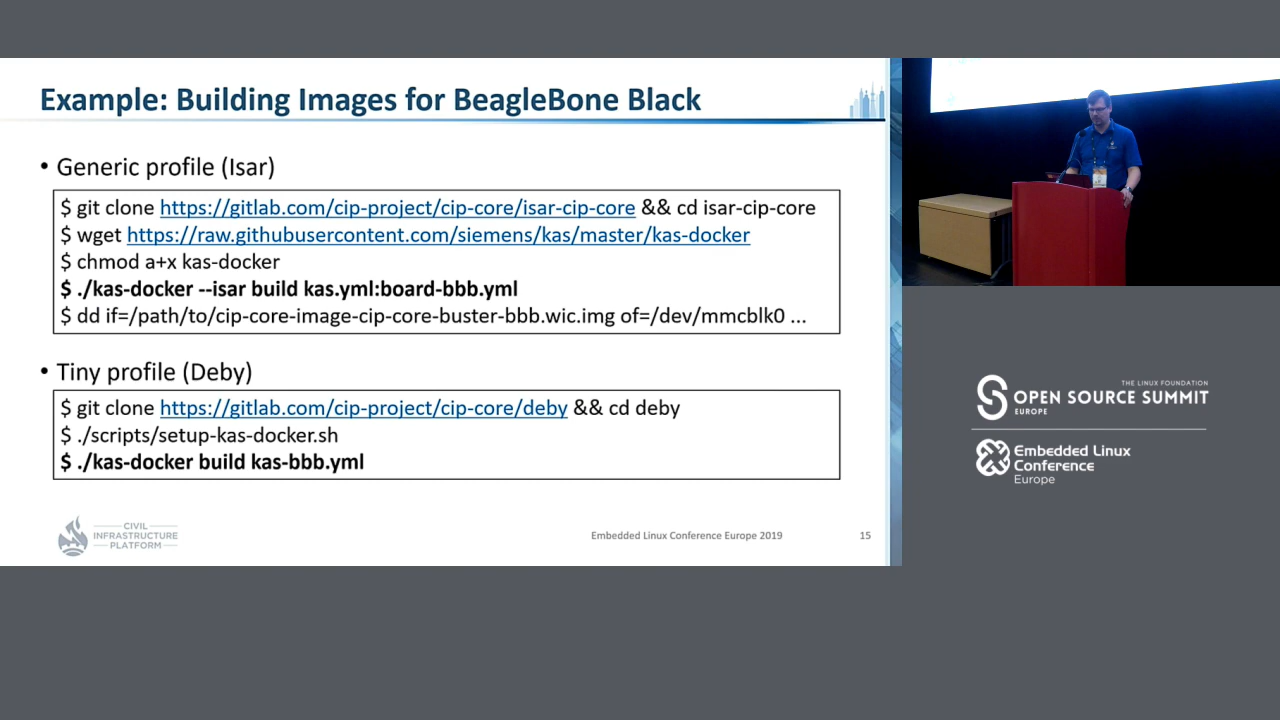 Example: Building Images for BeagleBone Black
• Generic profile (Isar)
$ git clone https://gitlab.com/cip-project/cip-core/isar-cip-core && cd isar-cip-core
$ wget https://raw.githubusercontent.com/siemens/kas/master/kas-docker
$ chmod a+x kas-docker
$ ./kas-docker --isar build kas.yml:board-bbb.yml
$ dd if=/path/to/cip-core-image-cip-core-buster-bbb.wic.img of=/dev/mmcblk0 ...
• Tiny profile (Deby)
$ git clone https://gitlab.com/cip-project/cip-core/deby && cd deby
$ ./scripts/setup-kas-docker.sh
$ ./kas-docker build kas-bbb.yml
CIVIL
INFRASTRUCTURE
PLATFORM
Embedded Linux Conference Europe 2019
15
THE LINUX FOUNDATION
OPEN SOURCE SUMMIT
EUROPE
Embedded Linux
Conference
Europe